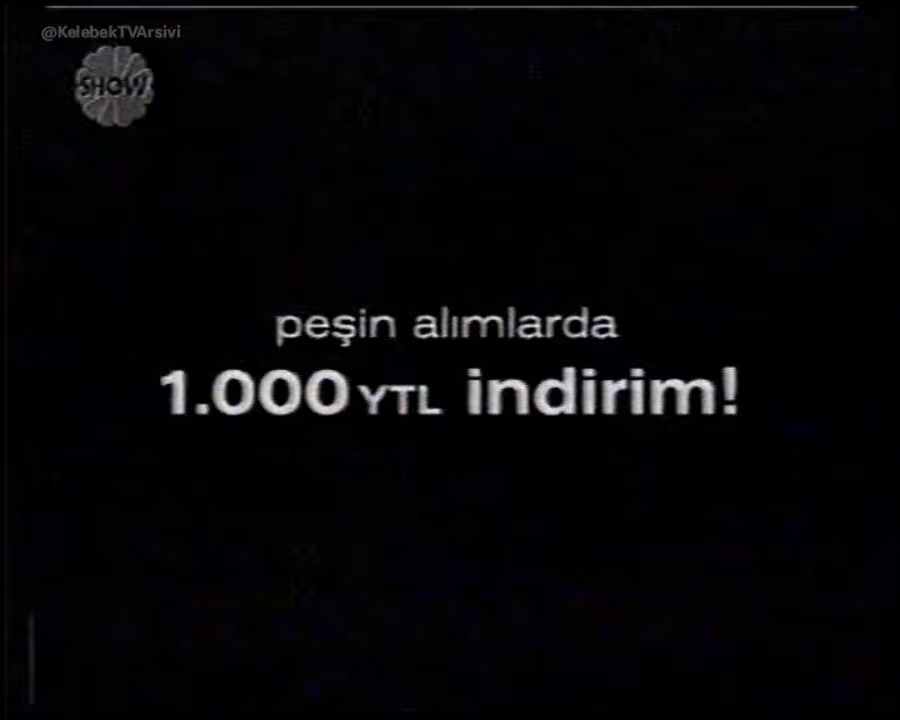 @KelebekTVArsivi
SHOW
peşin alımlarda
1.000 YTL indirim!